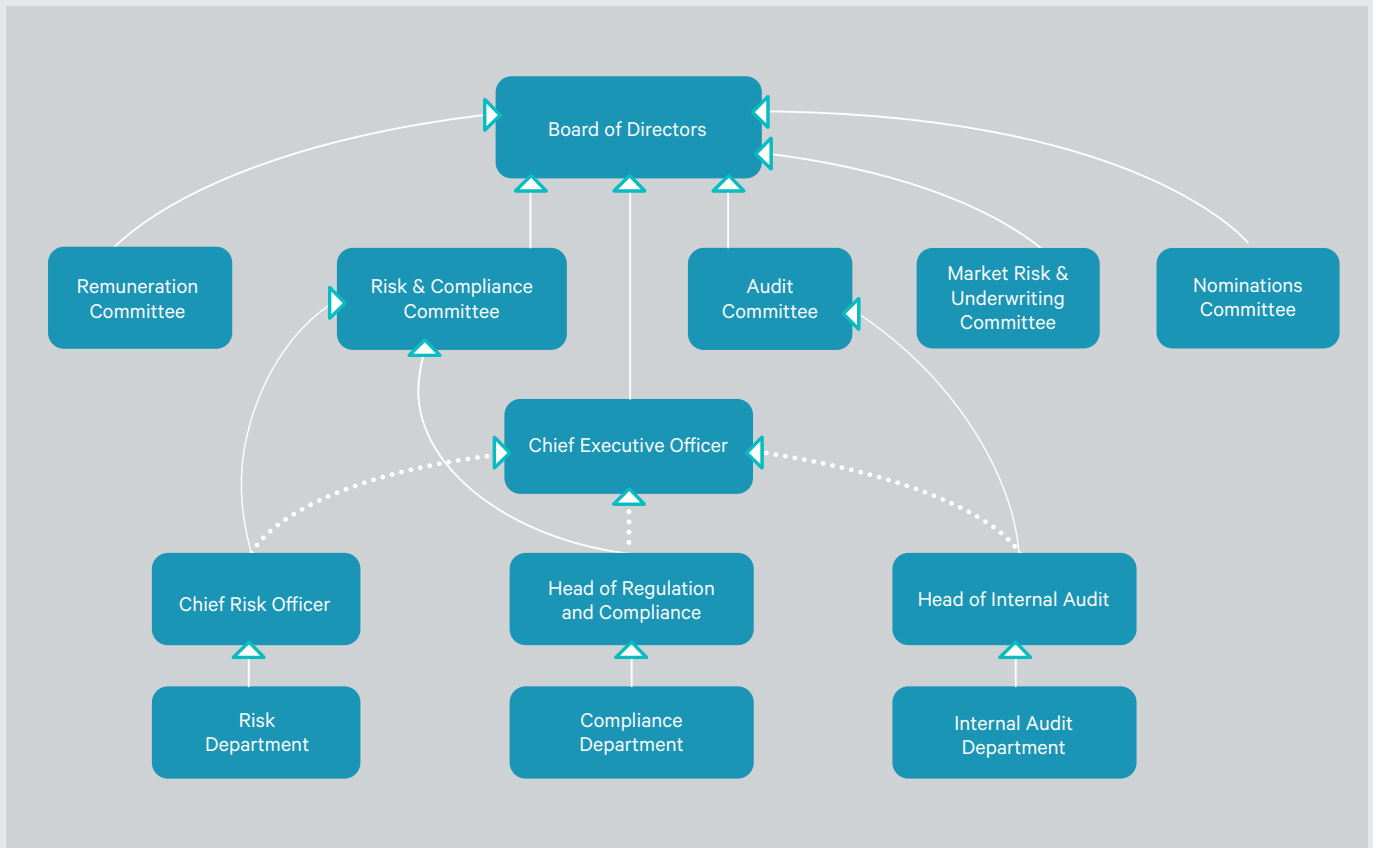 Board of Directors
Remuneration
Committee
Risk & Compliance
Committee
Audit
Committee
Market Risk &
Underwriting
Committee
Nominations
Committee
Chief Executive Officer
Chief Risk Officer
Head of Regulation
and Compliance
Head of Internal Audit
Risk
Department
Compliance
Department
Internal Audit
Department